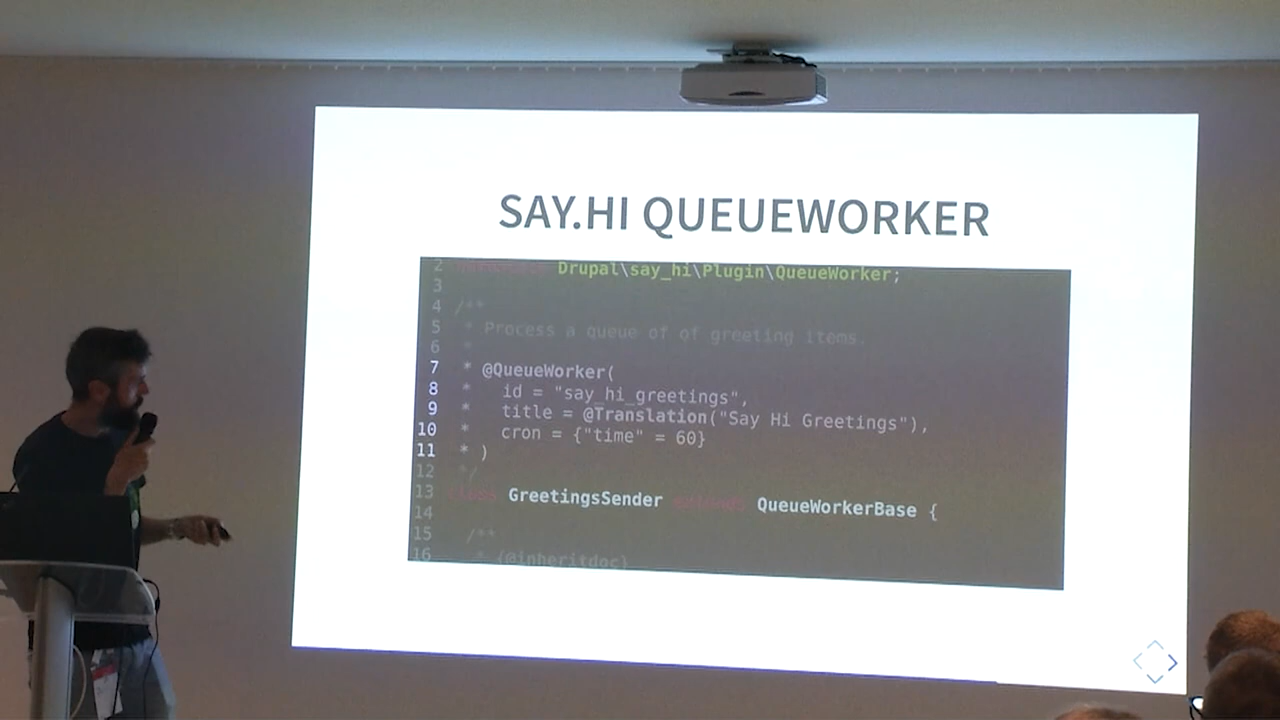 SAY.HI QUEUEWORKER
2 Drupal\say_hi\Plugin\QueueWorker;
3
4 /**
5 * Process a queue of of greeting items.
6 *
7 * @QueueWorker(
8 * id = "say_hi_greetings",
9 * title = @Translation("Say Hi Greetings"),
10 * cron = {"time" = 60}
11 * )
12 */
13 class GreetingsSender extends QueueWorkerBase {
14
15 /**
16 * {@inheritdoc}